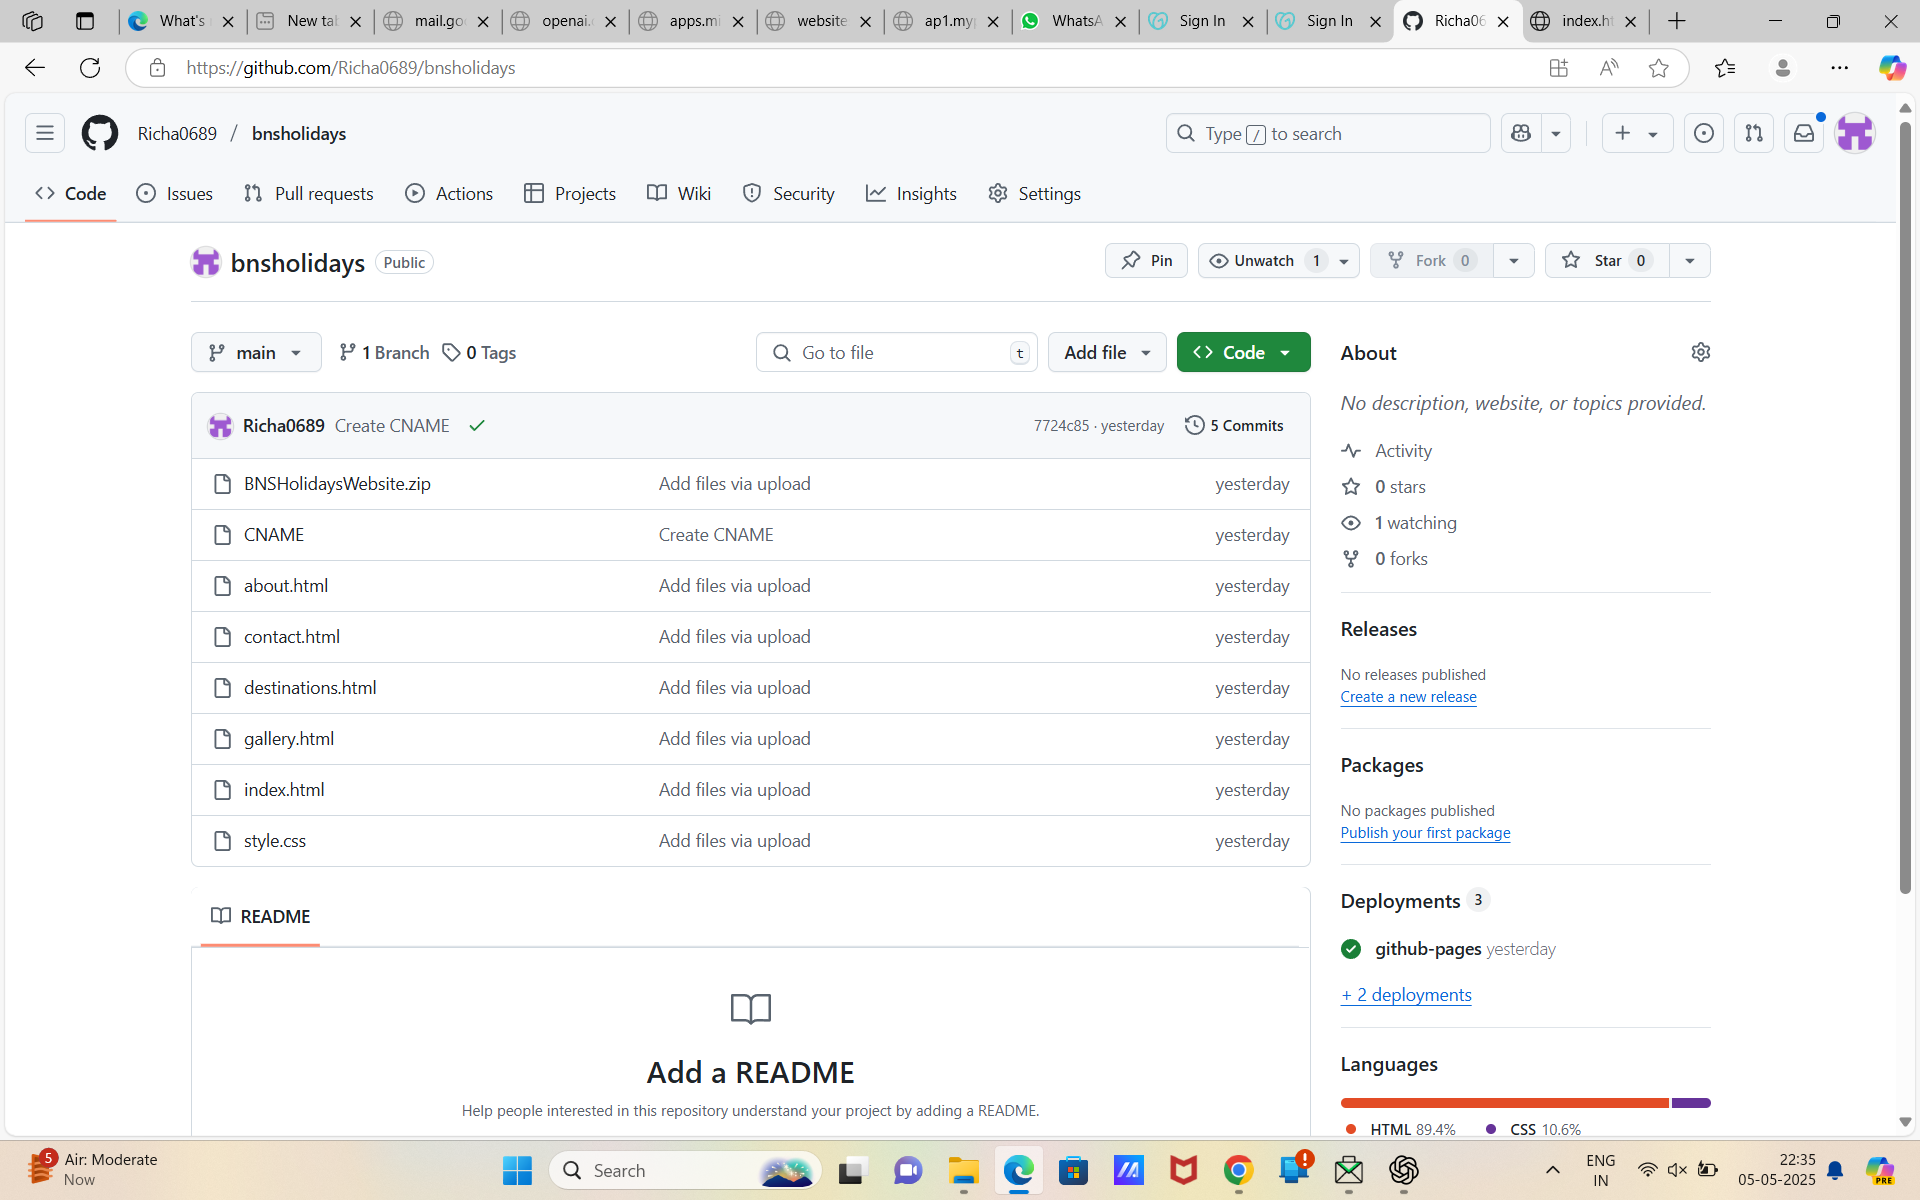 What's
New tab
mail.goo
openai.
apps.mi
website
ap1.myp
WhatsA
Sign In
Sign In
Richa06
index.ht
https://github.com/Richa0689/bnsholidays
Richa0689 / bnsholidays
Type / to search
Code
Issues
Pull requests
Actions
Projects
Wiki
Security
Insights
Settings
bnsholidays Public
Pin
Unwatch 1
Fork 0
Star 0
main
1 Branch
0 Tags
Go to file t
Add file
<> Code
Richa0689 Create CNAME
7724c85 · yesterday
5 Commits
BNSHolidaysWebsite.zip Add files via upload yesterday
CNAME Create CNAME yesterday
about.html Add files via upload yesterday
contact.html Add files via upload yesterday
destinations.html Add files via upload yesterday
gallery.html Add files via upload yesterday
index.html Add files via upload yesterday
style.css Add files via upload yesterday
README
Add a README
Help people interested in this repository understand your project by adding a README.
About
No description, website, or topics provided.
Activity
0 stars
1 watching
0 forks
Releases
No releases published
Create a new release
Packages
No packages published
Publish your first package
Deployments 3
github-pages yesterday
+ 2 deployments
Languages
HTML 89.4% CSS 10.6%
5
Air: Moderate
Now
Search
PRE
ENG
IN
22:35
05-05-2025